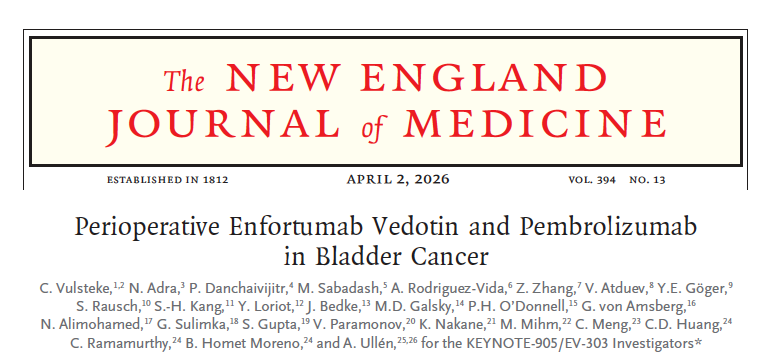 The NEW ENGLAND
JOURNAL of MEDICINE
ESTABLISHED IN 1812 APRIL 2, 2026 VOL. 394 NO. 13
Perioperative Enfortumab Vedotin and Pembrolizumab
in Bladder Cancer
C. Vulsteke,1,2 N. Adra,3 P. Danchaivijitr,4 M. Sabadash,5 A. Rodriguez-Vida,6 Z. Zhang,7 V. Atduev,8 Y.E. Göger,9
S. Rausch,10 S.-H. Kang,11 Y. Loriot,12 J. Bedke,13 M.D. Galsky,14 P.H. O’Donnell,15 G. von Amsberg,16
N. Alimohamed,17 G. Sulimka,18 S. Gupta,19 V. Paramonov,20 K. Nakane,21 M. Mihm,22 C. Meng,23 C.D. Huang,24
C. Ramamurthy,24 B. Homet Moreno,24 and A. Ullén,25,26 for the KEYNOTE-905/EV-303 Investigators*